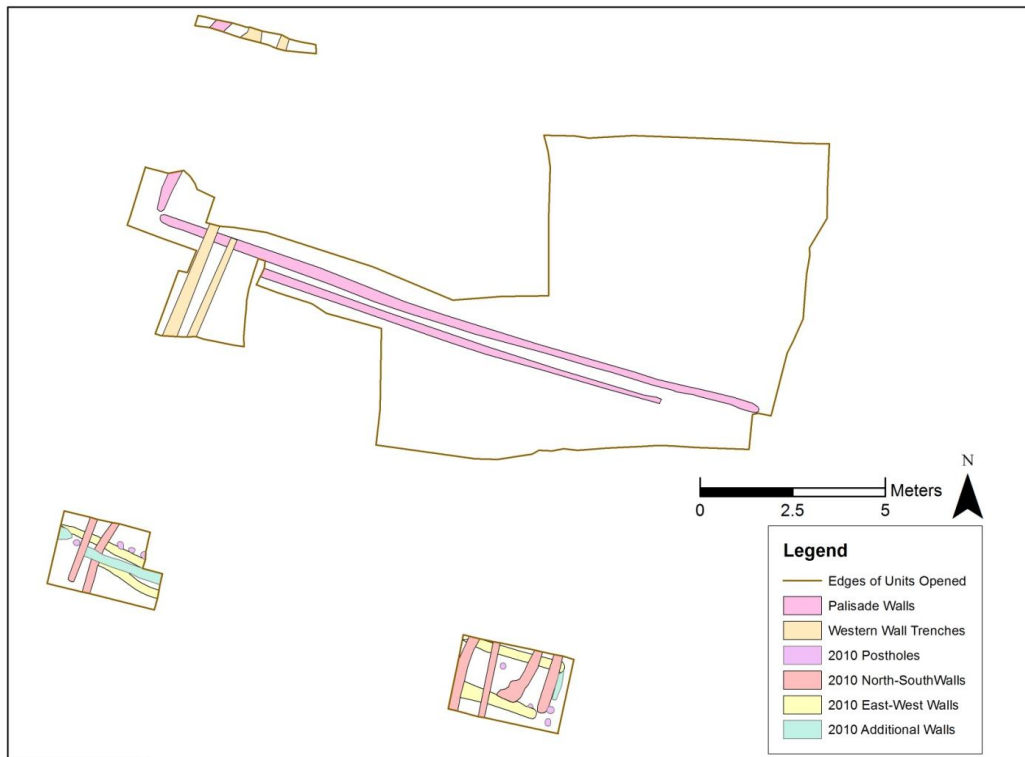 N
Meters
0 2.5 5
Legend
Edges of Units Opened
Palisade Walls
Western Wall Trenches
2010 Postholes
2010 North-SouthWalls
2010 East-West Walls
2010 Additional Walls